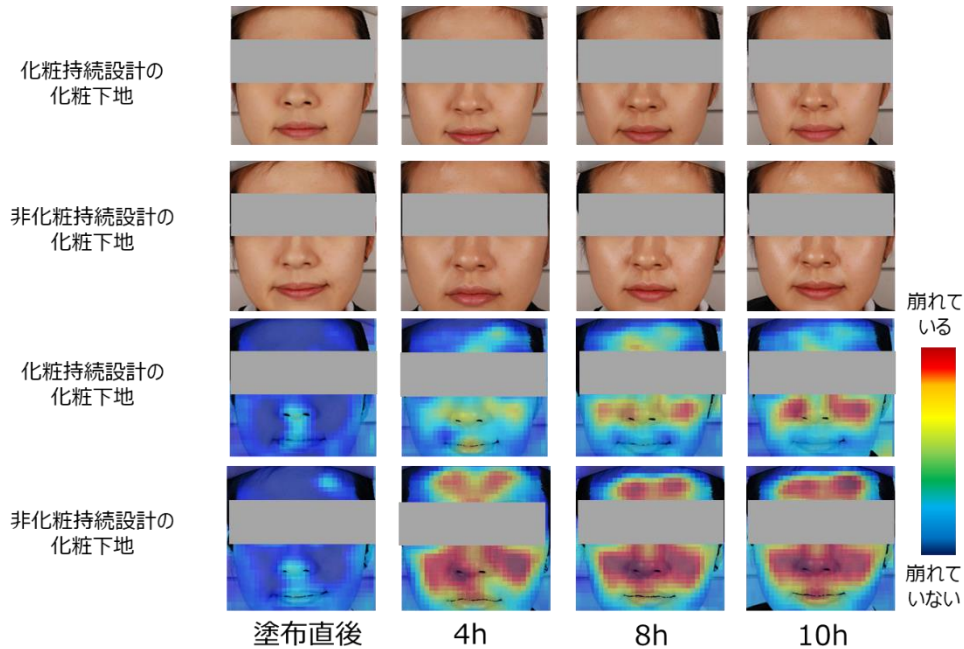 化粧持続設計の
化粧下地
非化粧持続設計の
化粧下地
化粧持続設計の
化粧下地
非化粧持続設計の
化粧下地
崩れて
いる
崩れて
いない
塗布直後
4h
8h
10h